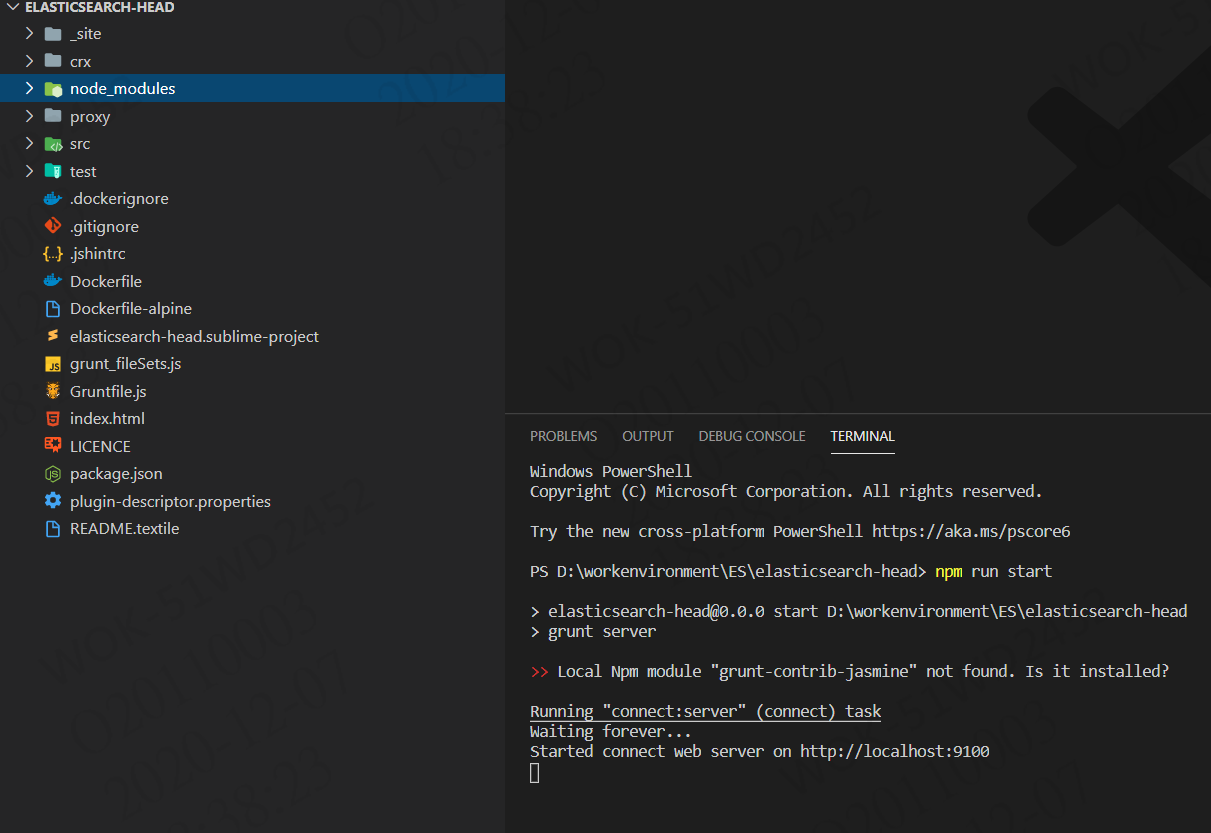 ELASTICSEARCH-HEAD
_site
crx
node_modules
proxy
src
test
.dockerignore
.gitignore
.jshintrc
Dockerfile
Dockerfile-alpine
elasticsearch-head.sublime-project
grunt_fileSets.js
Gruntfile.js
index.html
LICENCE
package.json
plugin-descriptor.properties
README.textile
PROBLEMS OUTPUT DEBUG CONSOLE TERMINAL
Windows PowerShell
Copyright (C) Microsoft Corporation. All rights reserved.
Try the new cross-platform PowerShell https://aka.ms/pscore6
PS D:\workenvironment\ES\elasticsearch-head> npm run start
> elasticsearch-head@0.0.0 start D:\workenvironment\ES\elasticsearch-head
> grunt server
>> Local Npm module "grunt-contrib-jasmine" not found. Is it installed?
Running "connect:server" (connect) task
Waiting forever...
Started connect web server on http://localhost:9100